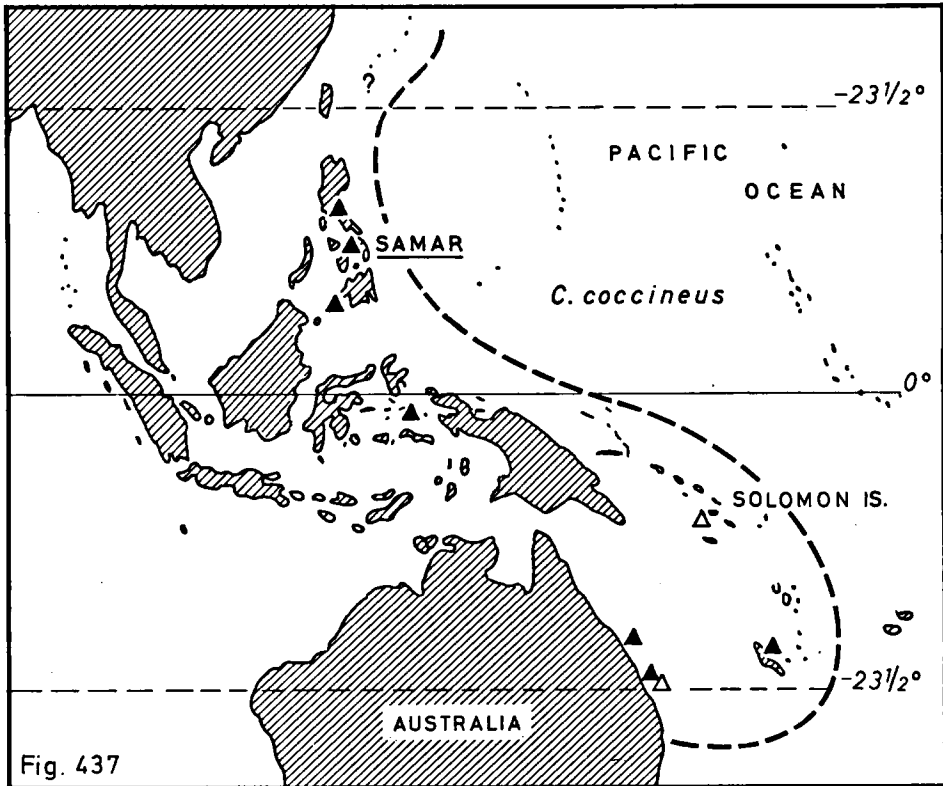 ?
-23½°
PACIFIC
OCEAN
SAMAR
C. coccineus
0°
SOLOMON IS.
-23½°
AUSTRALIA
Fig. 437